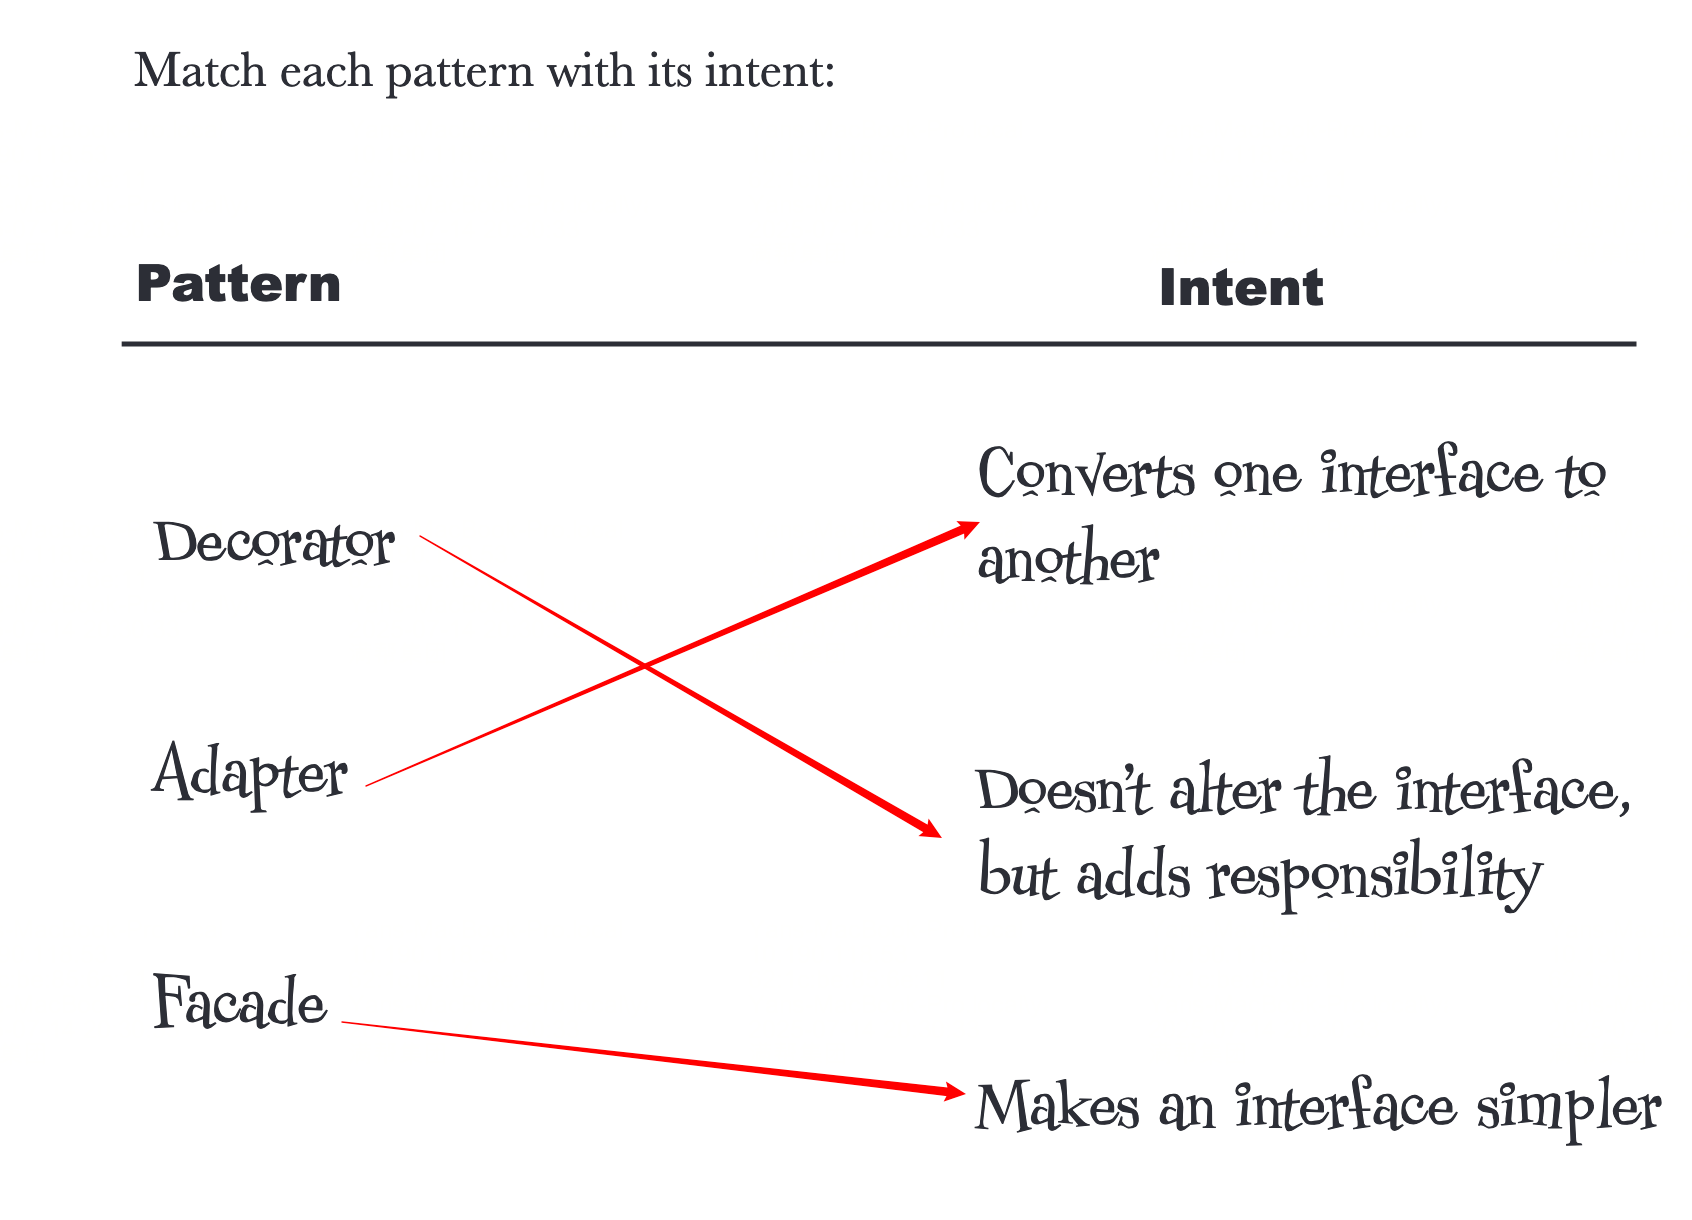 Match each pattern with its intent:
Pattern
Intent
Decorator
Converts one interface to
another
Adapter
Doesn't alter the interface,
but adds responsibility
Facade
Makes an interface simpler